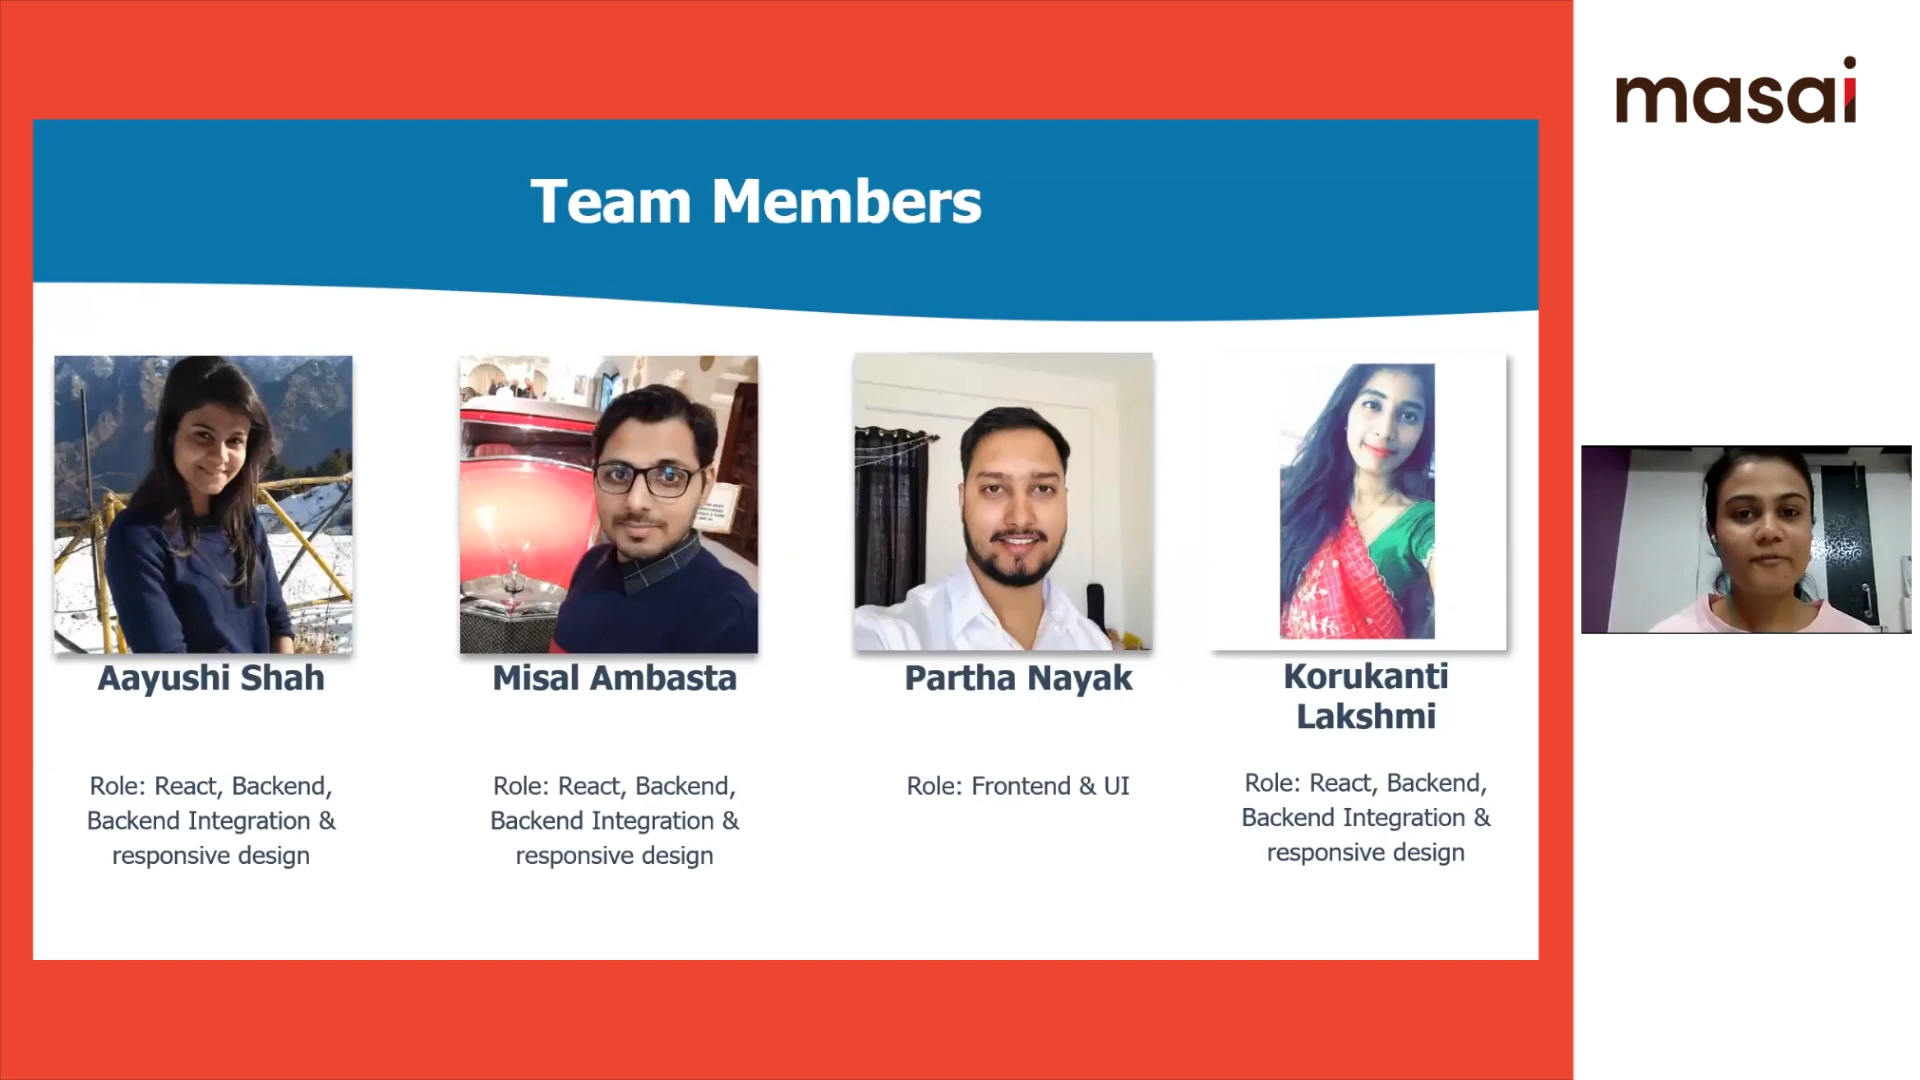 masai
Team Members
Aayushi Shah
Role: React, Backend,
Backend Integration &
responsive design
Misal Ambasta
Role: React, Backend,
Backend Integration &
responsive design
Partha Nayak
Role: Frontend & UI
Korukanti
Lakshmi
Role: React, Backend,
Backend Integration &
responsive design